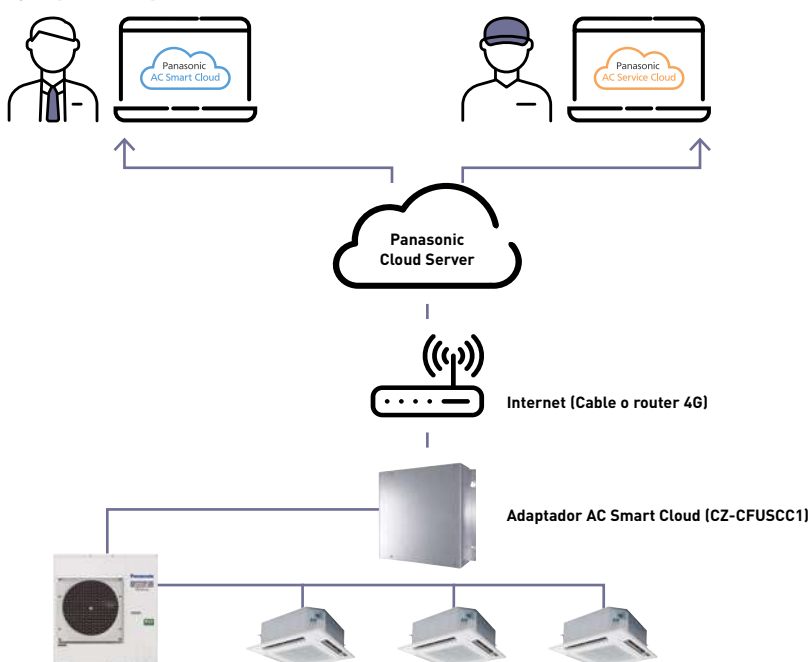 Panasonic
AC Smart Cloud
Panasonic
AC Service Cloud
Panasonic
Cloud Server
Internet (Cable o router 4G)
Adaptador AC Smart Cloud (CZ-CFUSCC1)
Panasonic